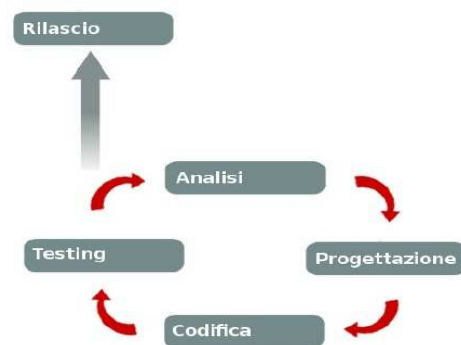 Rilascio
Analisi
Testing
Progettazione
Codifica